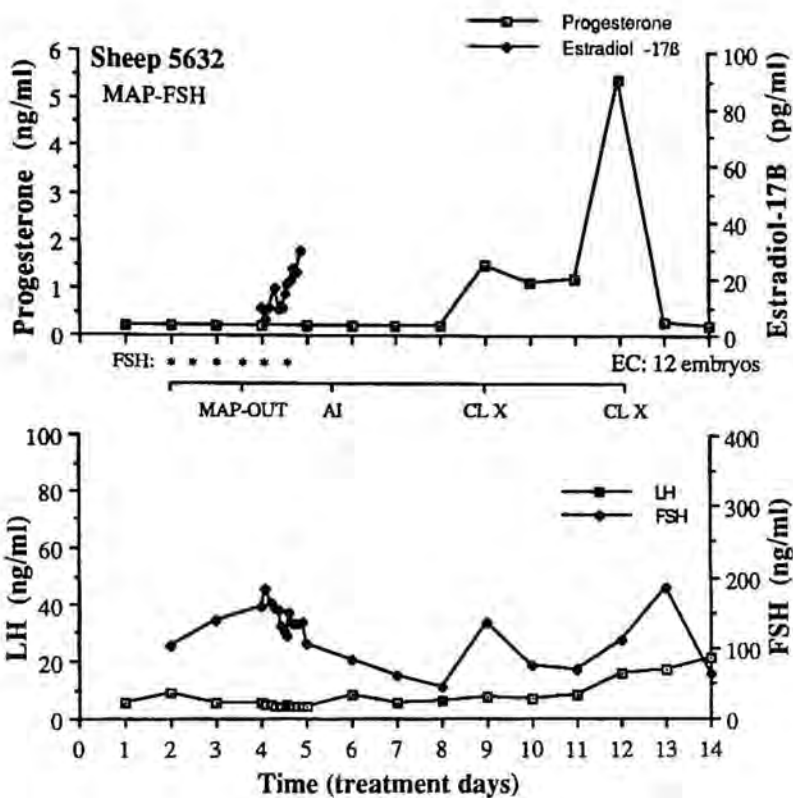 Progesterone
Estradiol -17ß
Sheep 5632
MAP-FSH
Progesterone (ng/ml)
6
5
4
3
2
1
0
Estradiol-17B (pg/ml)
100
80
60
40
20
0
FSH: * * * * * *
EC: 12 embryos
MAP-OUT AI CL X CL X
LH
FSH
LH (ng/ml)
100
80
60
40
20
0
FSH (ng/ml)
400
300
200
100
0
0 1 2 3 4 5 6 7 8 9 10 11 12 13 14
Time (treatment days)